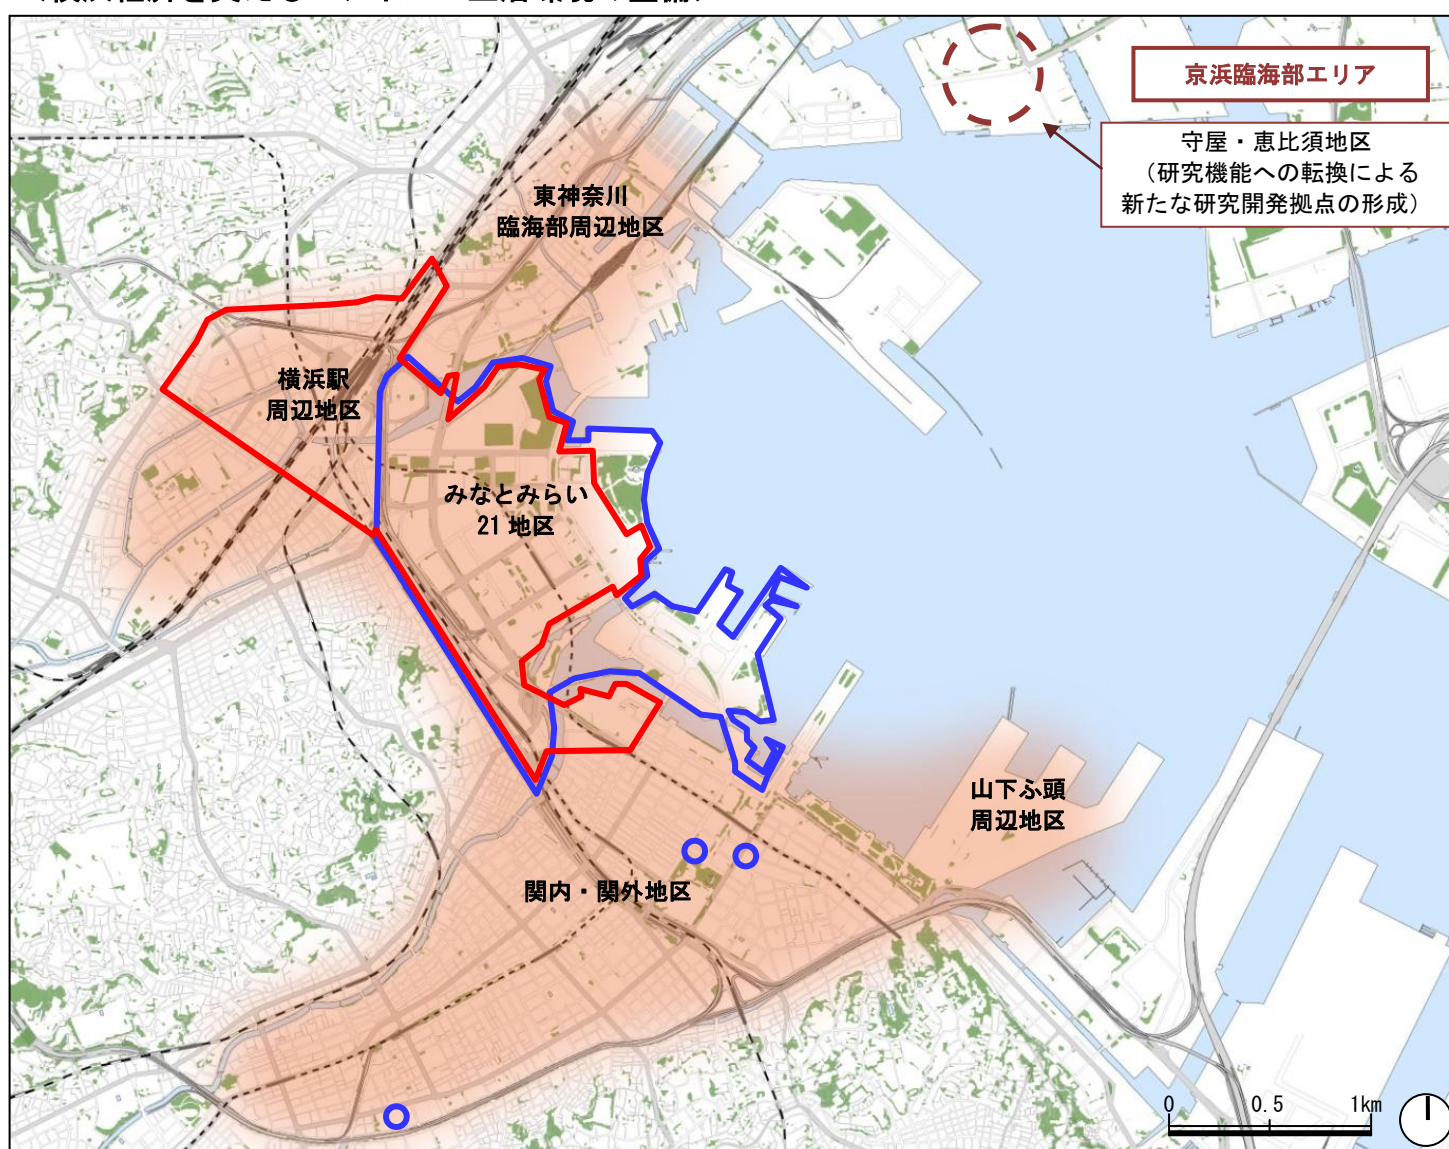 京浜臨海部エリア
守屋・恵比須地区
（研究機能への転換による
新たな研究開発拠点の形成）
東神奈川
臨海部周辺地区
横浜駅
周辺地区
みなとみらい
21 地区
山下ふ頭
周辺地区
関内・関外地区
0 0.5 1km